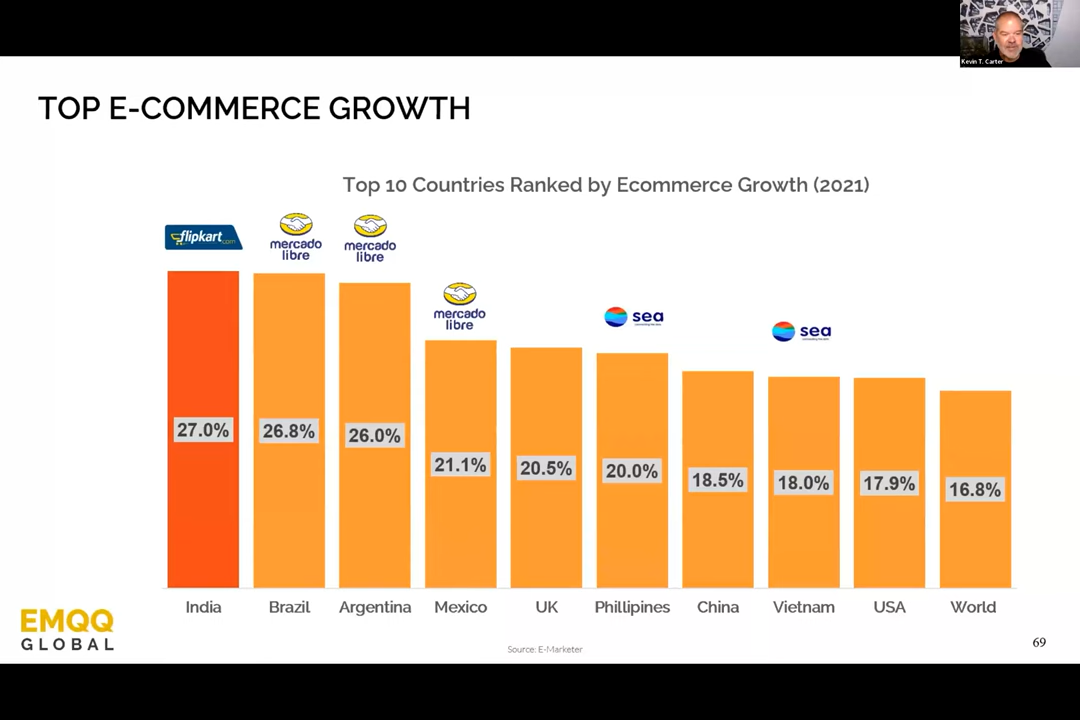 Kevin T. Carter
TOP E-COMMERCE GROWTH
Top 10 Countries Ranked by Ecommerce Growth (2021)
flipkart.com
mercado
libre
mercado
libre
mercado
libre
sea
sea
27.0%
26.8%
26.0%
21.1%
20.5%
20.0%
18.5%
18.0%
17.9%
16.8%
India
Brazil
Argentina
Mexico
UK
Phillipines
China
Vietnam
USA
World
EMQQ
GLOBAL
Source: E-Marketer
69